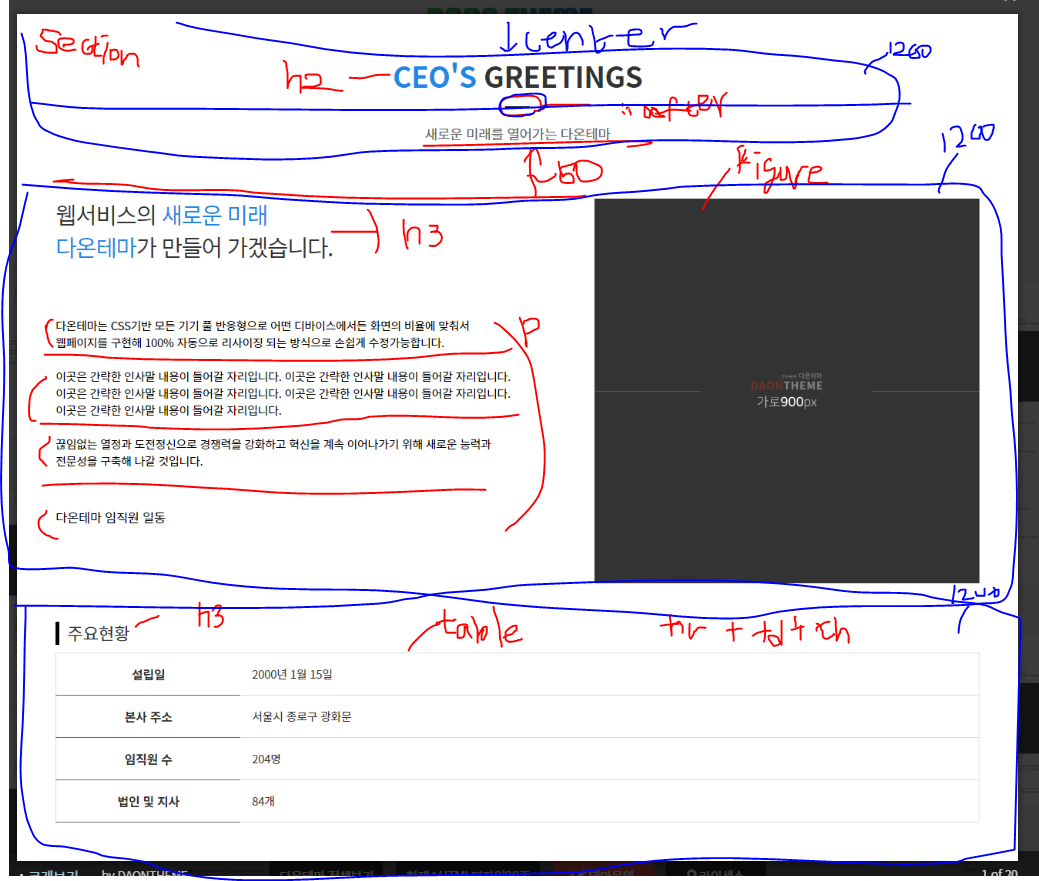 DAON THEME
Section
↓center
h2
CEO'S GREETINGS
1200
::after
새로운 미래를 열어가는 다온테마
50
figure
1200
웹서비스의 새로운 미래
다온테마가 만들어 가겠습니다.
h3
다온테마는 CSS기반 모든 기기 풀 반응형으로 어떤 디바이스에서든 화면의 비율에 맞춰서
웹페이지를 구현해 100% 자동으로 리사이징 되는 방식으로 손쉽게 수정가능합니다.
P
이곳은 간략한 인사말 내용이 들어갈 자리입니다. 이곳은 간략한 인사말 내용이 들어갈 자리입니다.
이곳은 간략한 인사말 내용이 들어갈 자리입니다. 이곳은 간략한 인사말 내용이 들어갈 자리입니다.
이곳은 간략한 인사말 내용이 들어갈 자리입니다.
끊임없는 열정과 도전정신으로 경쟁력을 강화하고 혁신을 계속 이어나가기 위해 새로운 능력과
전문성을 구축해 나갈 것입니다.
다온테마 임직원 일동
다온테마
DAONTHEME
가로900px
1200
주요현황
h3
table
tr + td + th
설립일 2000년 1월 15일
본사 주소 서울시 종로구 광화문
임직원 수 204명
법인 및 지사 84개
by DAONTHEME
1 of 20